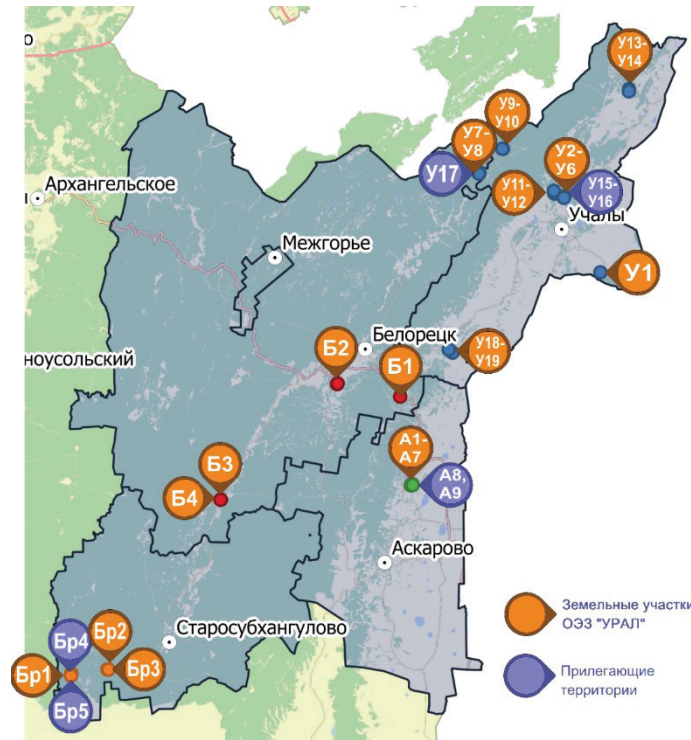 о
У13-
У14
У9-
У10
У7-
У8
У2-
У6
У17
У11-
У12
У15-
У16
Архангельское
ы
Учалы
Межгорье
У1
Белорецк
Б2
Б1
У18-
У19
ноусольский
А1-
А7
Б3
А8,
А9
Б4
Аскарово
Земельные участки
ОЭЗ "УРАЛ"
Старосубхангулово
Бр4
Бр2
Бр1
Бр3
Бр5
Прилегающие
территории